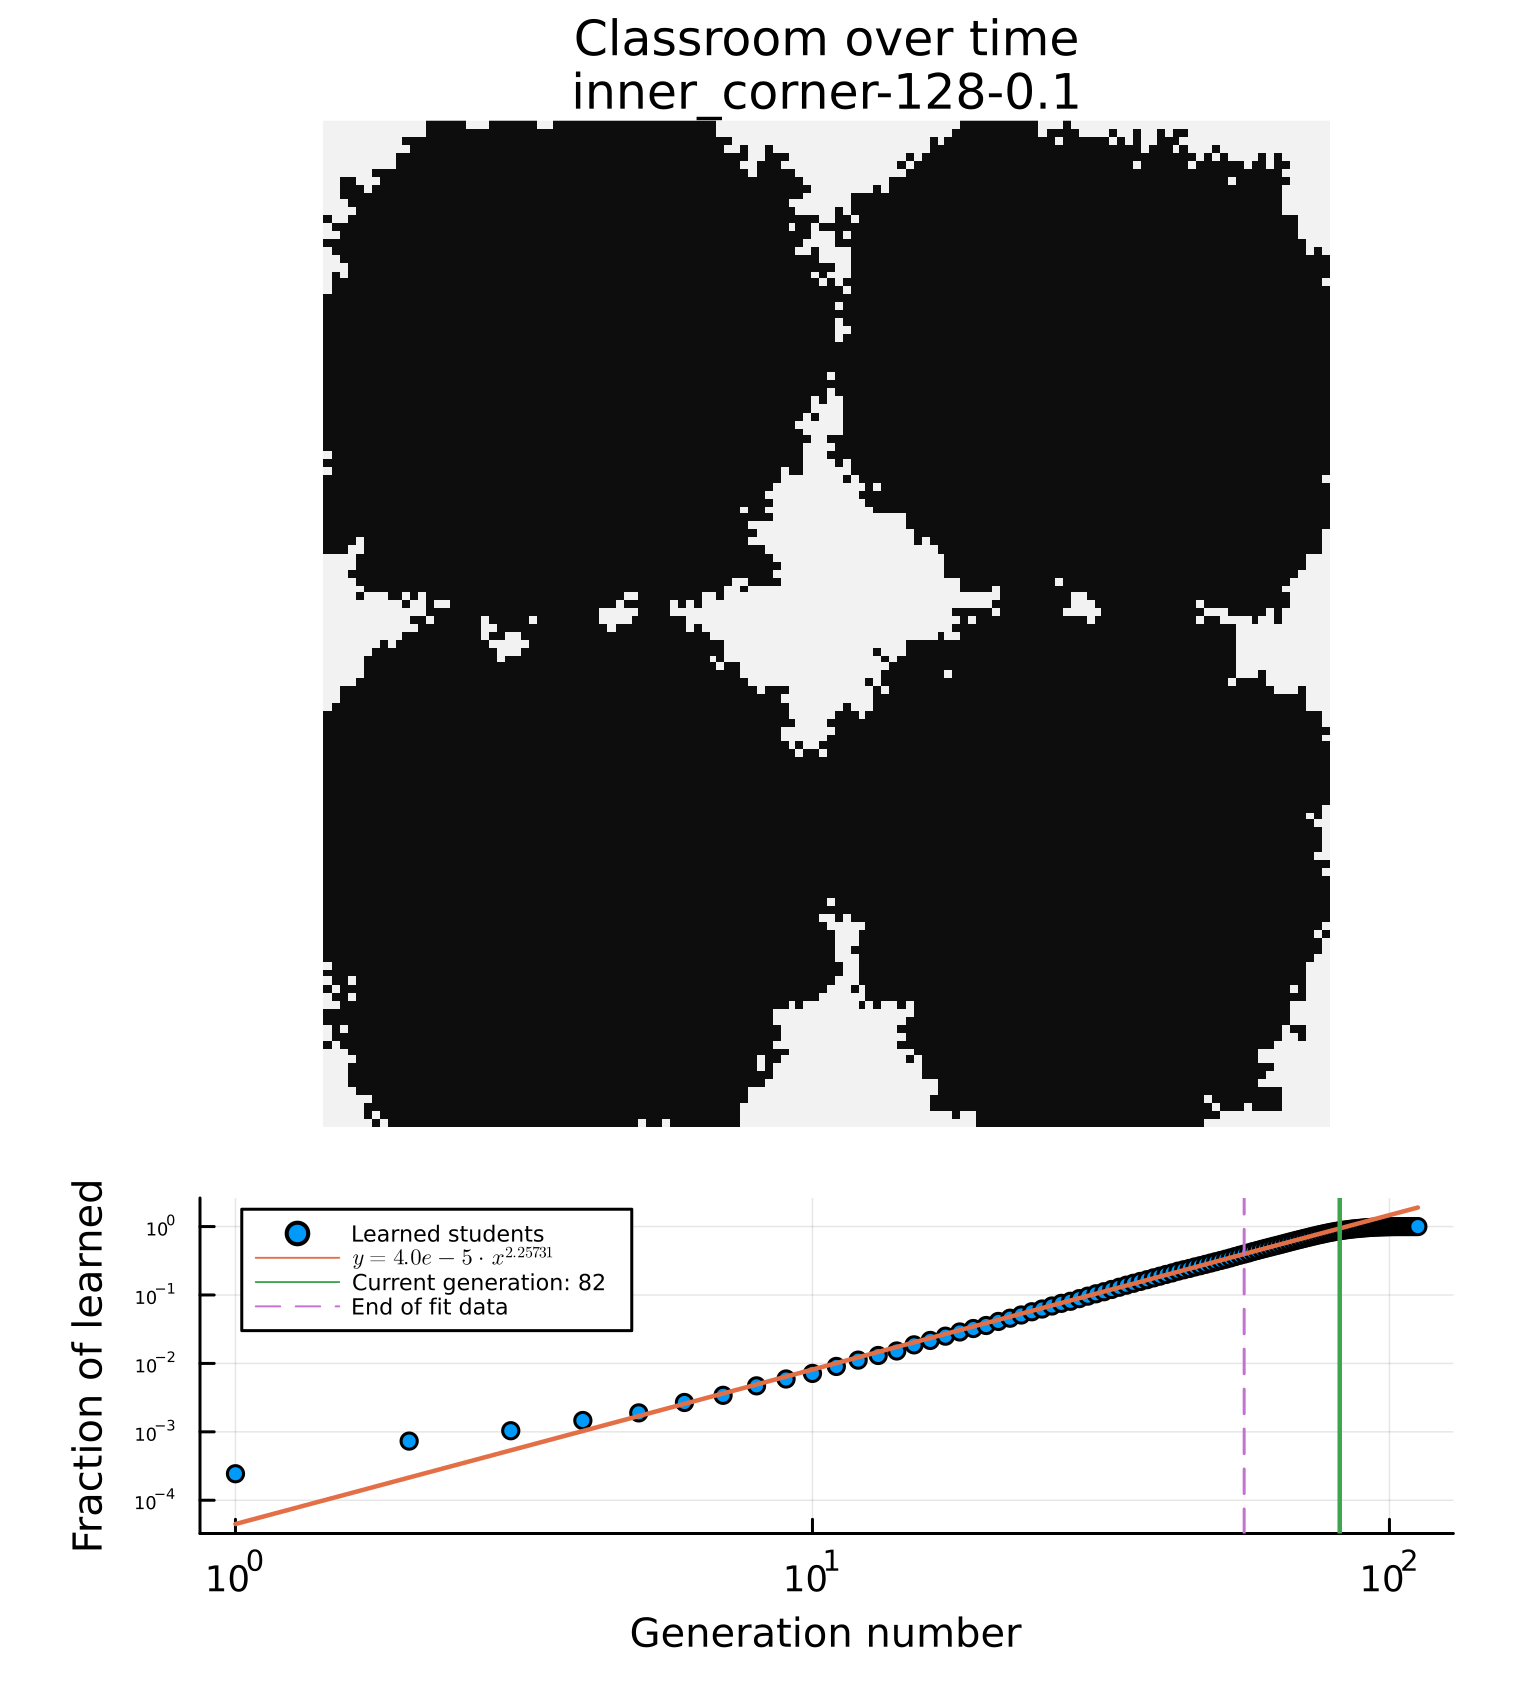 Classroom over time
inner_corner-128-0.1
Fraction of learned
10^0
10^-1
10^-2
10^-3
10^-4
Learned students
y = 4.0e − 5 · x^2.25731
Current generation: 82
End of fit data
10^0 10^1 10^2
Generation number